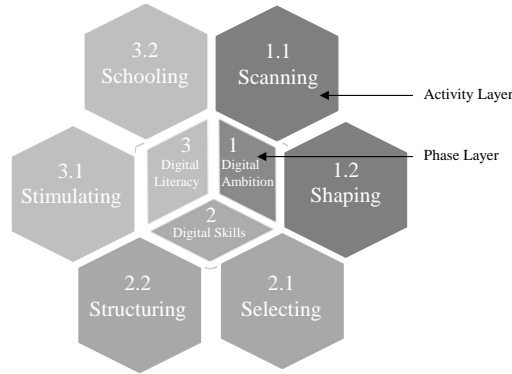 3.2
Schooling
1.1
Scanning
Activity Layer
3
Digital
Literacy
1
Digital
Ambition
Phase Layer
3.1
Stimulating
1.2
Shaping
2
Digital Skills
2.2
Structuring
2.1
Selecting